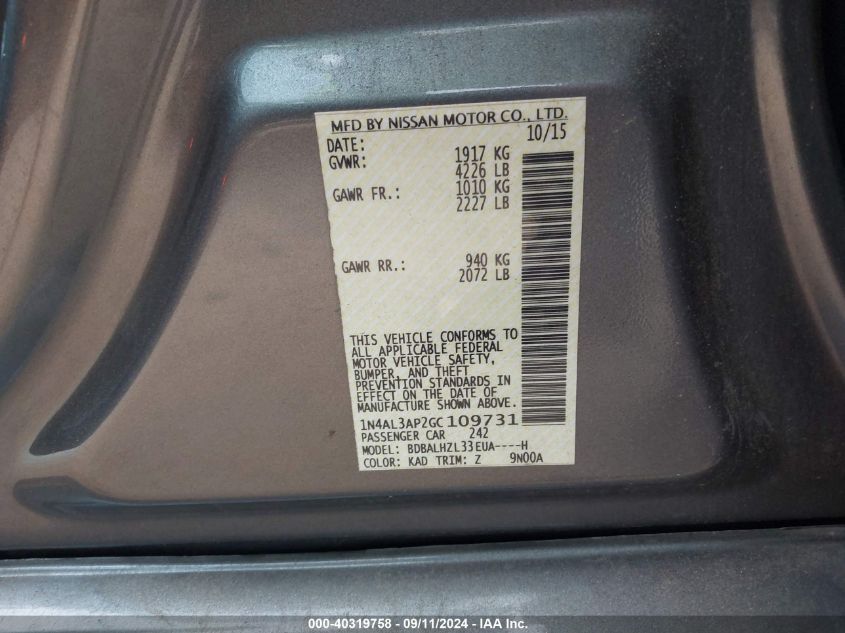 MFD BY NISSAN MOTOR CO., LTD.
DATE: 10/15
GVWR: 1917 KG
4226 LB
GAWR FR.: 1010 KG
2227 LB
GAWR RR.: 940 KG
2072 LB
THIS VEHICLE CONFORMS TO
ALL APPLICABLE FEDERAL
MOTOR VEHICLE SAFETY,
BUMPER, AND THEFT
PREVENTION STANDARDS IN
EFFECT ON THE DATE OF
MANUFACTURE SHOWN ABOVE.
1N4AL3AP2GC109731
PASSENGER CAR 242
MODEL: BDBALHZL33EUA----H
COLOR: KAD TRIM: Z 9N00A
000-40319758 - 09/11/2024 - IAA Inc.